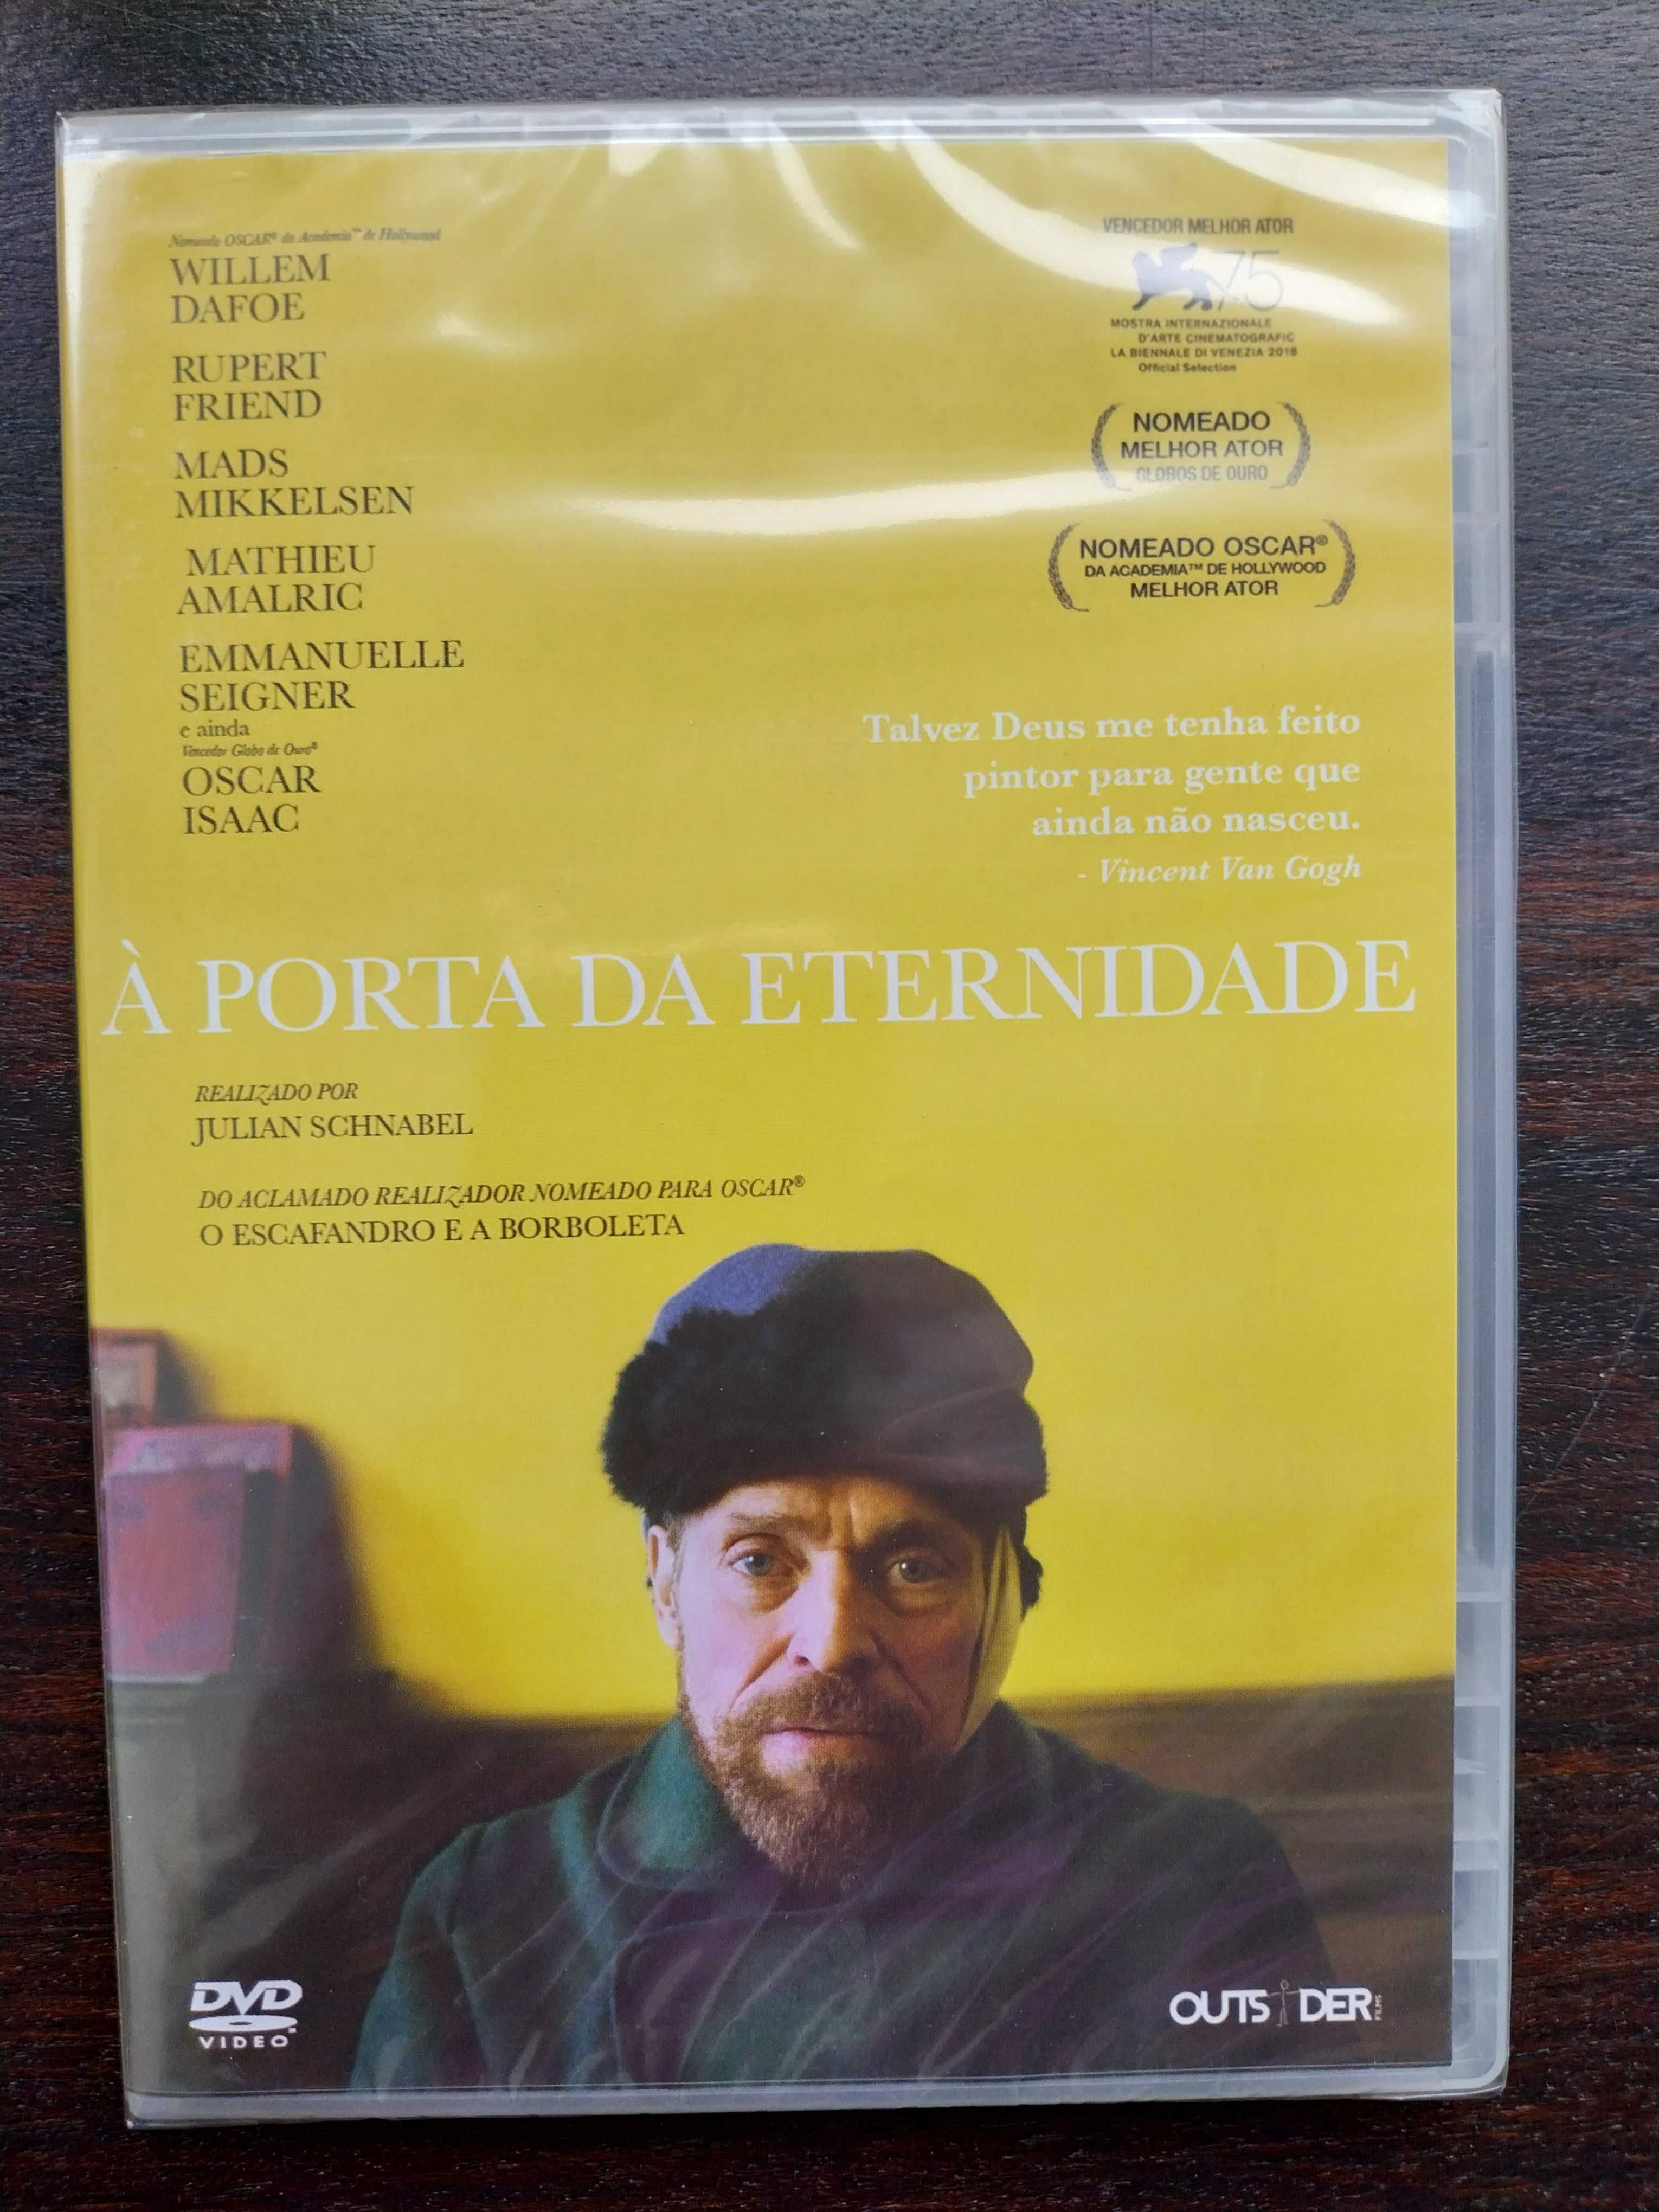 Nomeado OSCAR® da Academia™ de Hollywood
WILLEM
DAFOE
RUPERT
FRIEND
MADS
MIKKELSEN
MATHIEU
AMALRIC
EMMANUELLE
SEIGNER
e ainda
Vencedor Globo de Ouro®
OSCAR
ISAAC
VENCEDOR MELHOR ATOR
75
MOSTRA INTERNAZIONALE
D'ARTE CINEMATOGRAFIC
LA BIENNALE DI VENEZIA 2018
Official Selection
NOMEADO
MELHOR ATOR
GLOBOS DE OURO
NOMEADO OSCAR®
DA ACADEMIA™ DE HOLLYWOOD
MELHOR ATOR
Talvez Deus me tenha feito
pintor para gente que
ainda não nasceu.
- Vincent Van Gogh
À PORTA DA ETERNIDADE
REALIZADO POR
JULIAN SCHNABEL
DO ACLAMADO REALIZADOR NOMEADO PARA OSCAR®
O ESCAFANDRO E A BORBOLETA
DVD
VIDEO™
OUTSIDER
FILMS